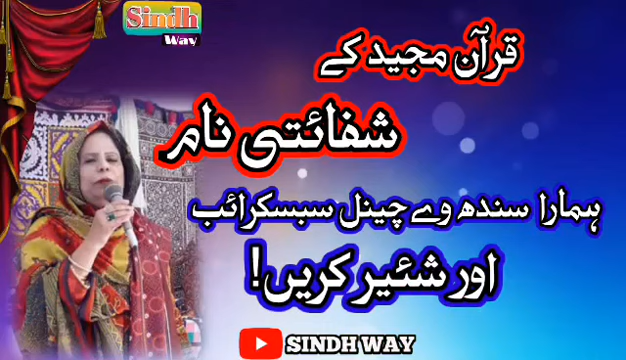 Sindh
Way
قرآن مجید کے
شفائتی نام
ہمارا سندھ وے چینل سبسکرائب
اور شئیر کریں!
SINDH WAY